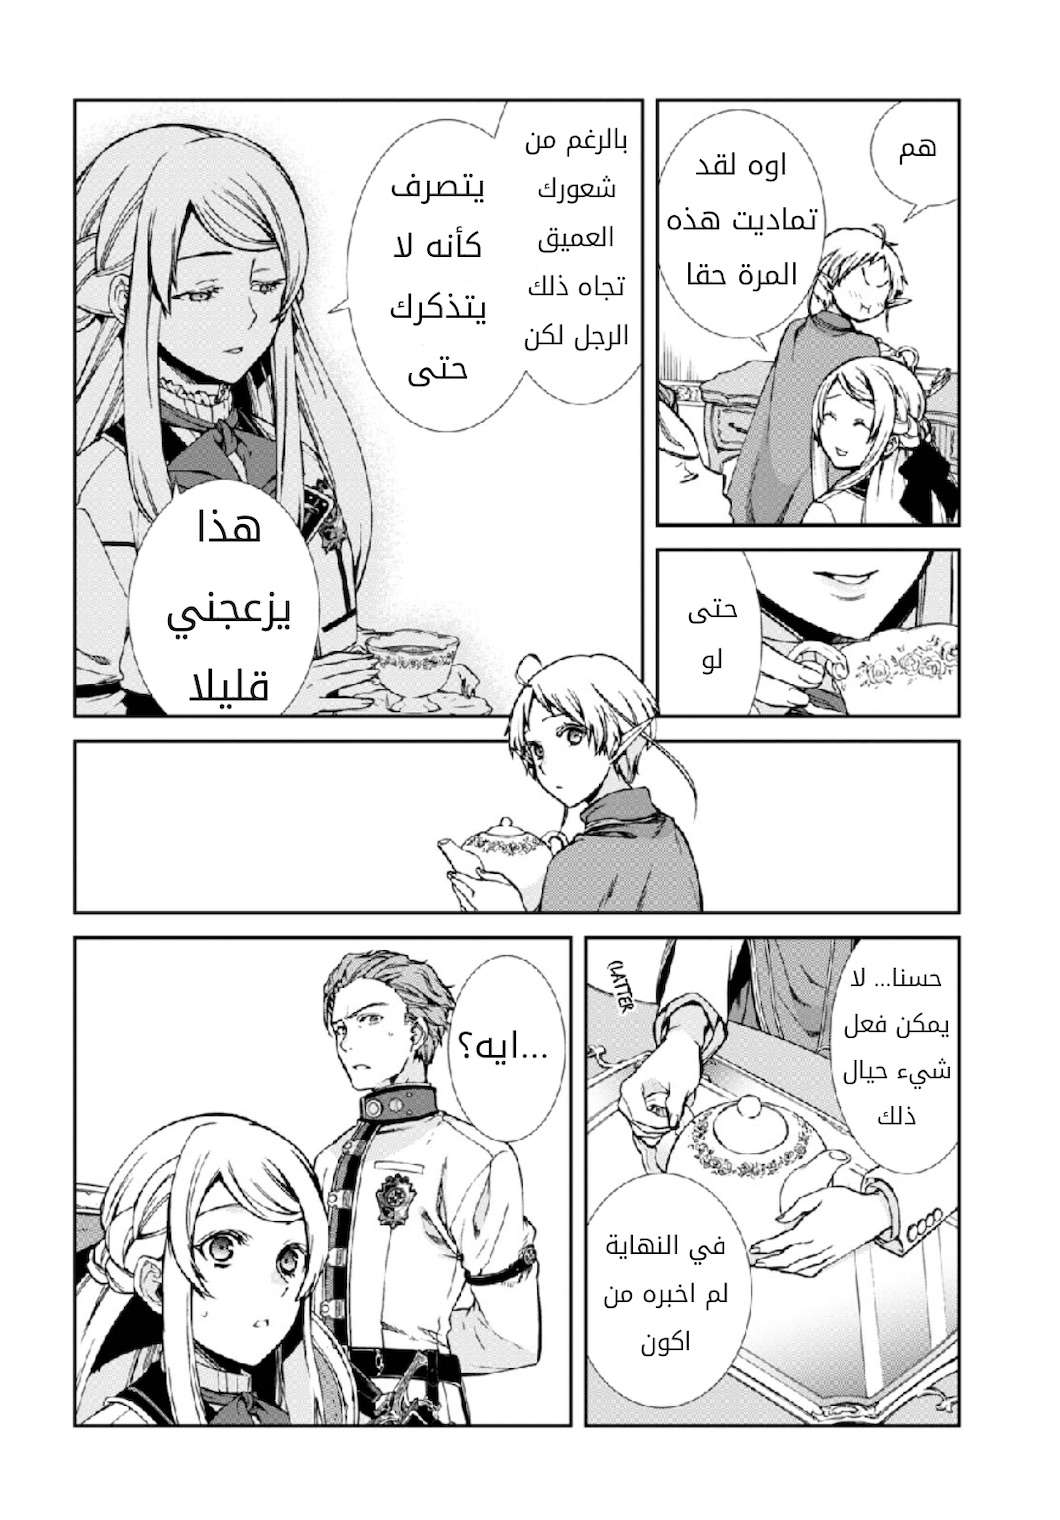 هم
اوه لقد
تماديت هذه
المرة حقا
حتى
لو
بالرغم من
شعورك
العميق
تجاه ذلك
الرجل لكن
يتصرف
كأنه لا
يتذكرك
حتى
هذا
يزعجني
قليلا
حسنا... لا
يمكن فعل
شيء حيال
ذلك
CLATTER
في النهاية
لم اخبره من
اكون
...ايه؟